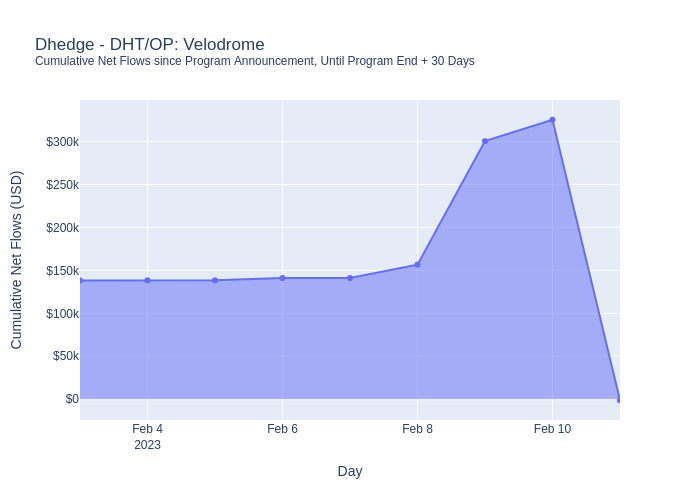 Dhedge - DHT/OP: Velodrome
Cumulative Net Flows since Program Announcement, Until Program End + 30 Days
Cumulative Net Flows (USD)
$300k
$250k
$200k
$150k
$100k
$50k
$0
Feb 4
2023
Feb 6
Feb 8
Feb 10
Day